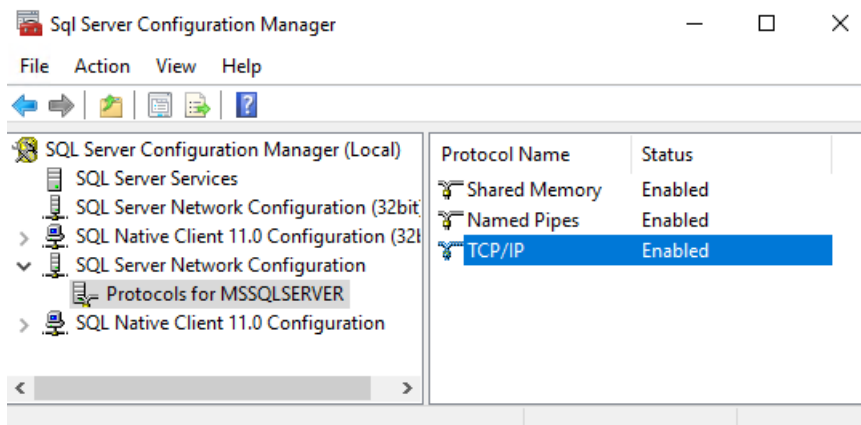 Sql Server Configuration Manager
File Action View Help
SQL Server Configuration Manager (Local)
SQL Server Services
SQL Server Network Configuration (32bit
SQL Native Client 11.0 Configuration (32b
SQL Server Network Configuration
Protocols for MSSQLSERVER
SQL Native Client 11.0 Configuration
Protocol Name Status
Shared Memory Enabled
Named Pipes Enabled
TCP/IP Enabled